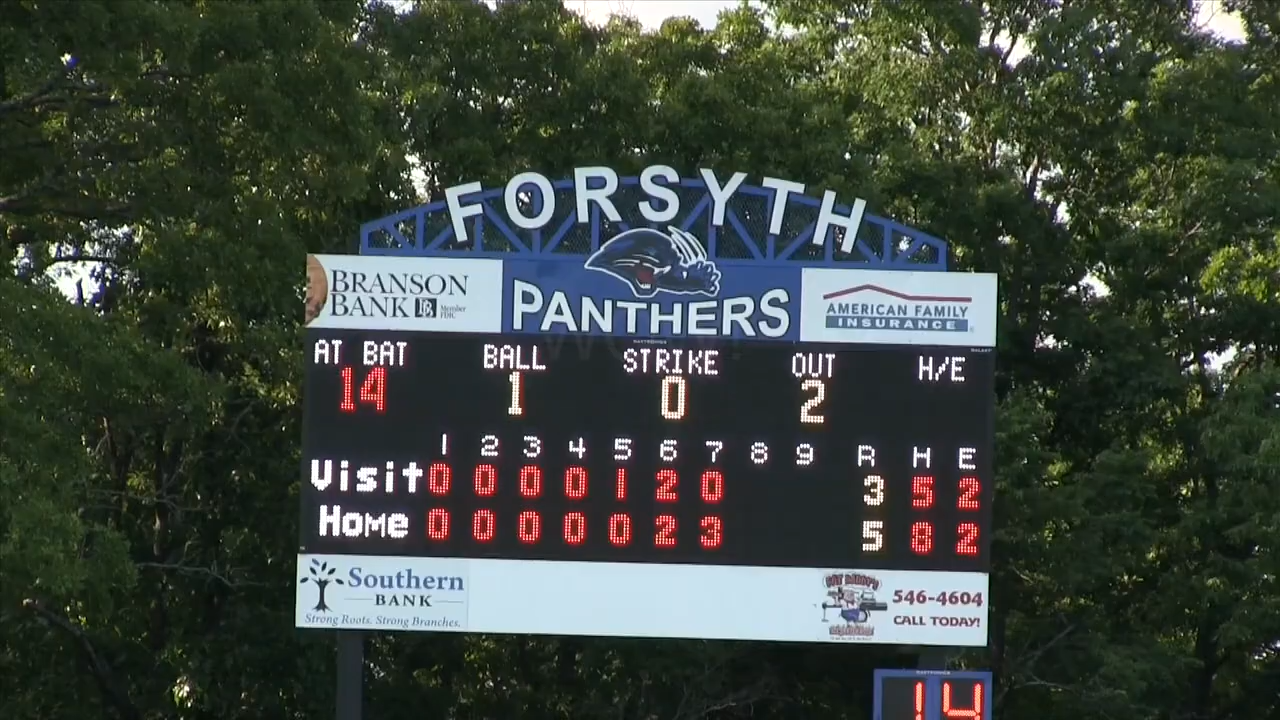 FORSYTH
PANTHERS
BRANSON
BANK
Member
FDIC
AMERICAN FAMILY
INSURANCE
AT BAT BALL STRIKE OUT H/E
14 1 0 2
1 2 3 4 5 6 7 8 9 R H E
Visit 0 0 0 0 1 2 0 3 5 2
Home 0 0 0 0 0 2 3 5 8 2
Southern
BANK
Strong Roots. Strong Branches.
546-4604
CALL TODAY!
14